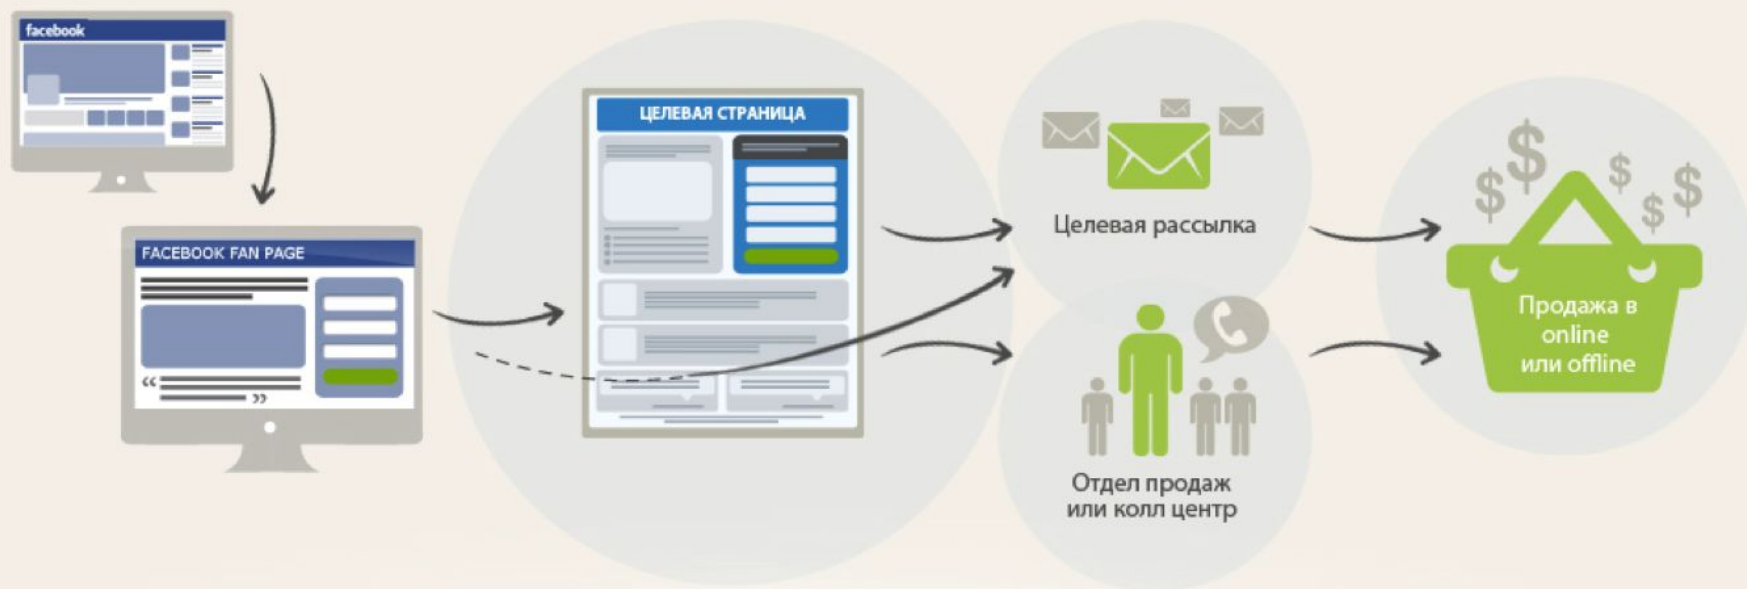 facebook
FACEBOOK FAN PAGE
ЦЕЛЕВАЯ СТРАНИЦА
Целевая рассылка
Отдел продаж
или колл центр
Продажа в
online
или offline